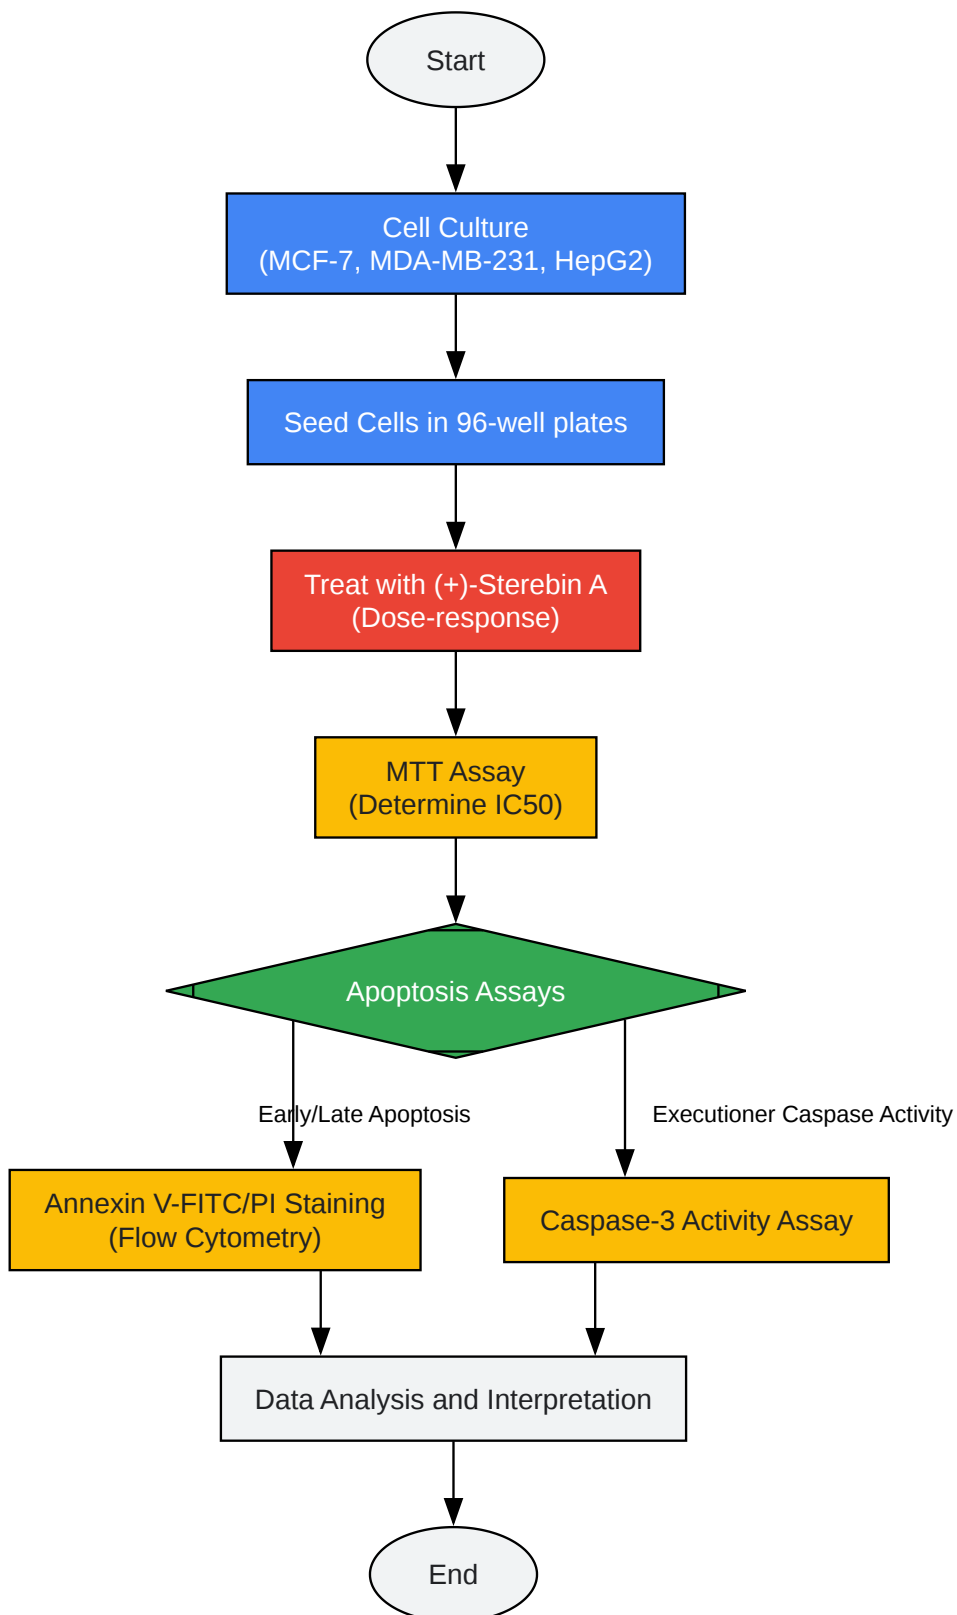 Start
Cell Culture
(MCF-7, MDA-MB-231, HepG2)
Seed Cells in 96-well plates
Treat with (+)-Sterebin A
(Dose-response)
MTT Assay
(Determine IC50)
Apoptosis Assays
Early/Late Apoptosis
Executioner Caspase Activity
Annexin V-FITC/PI Staining
(Flow Cytometry)
Caspase-3 Activity Assay
Data Analysis and Interpretation
End